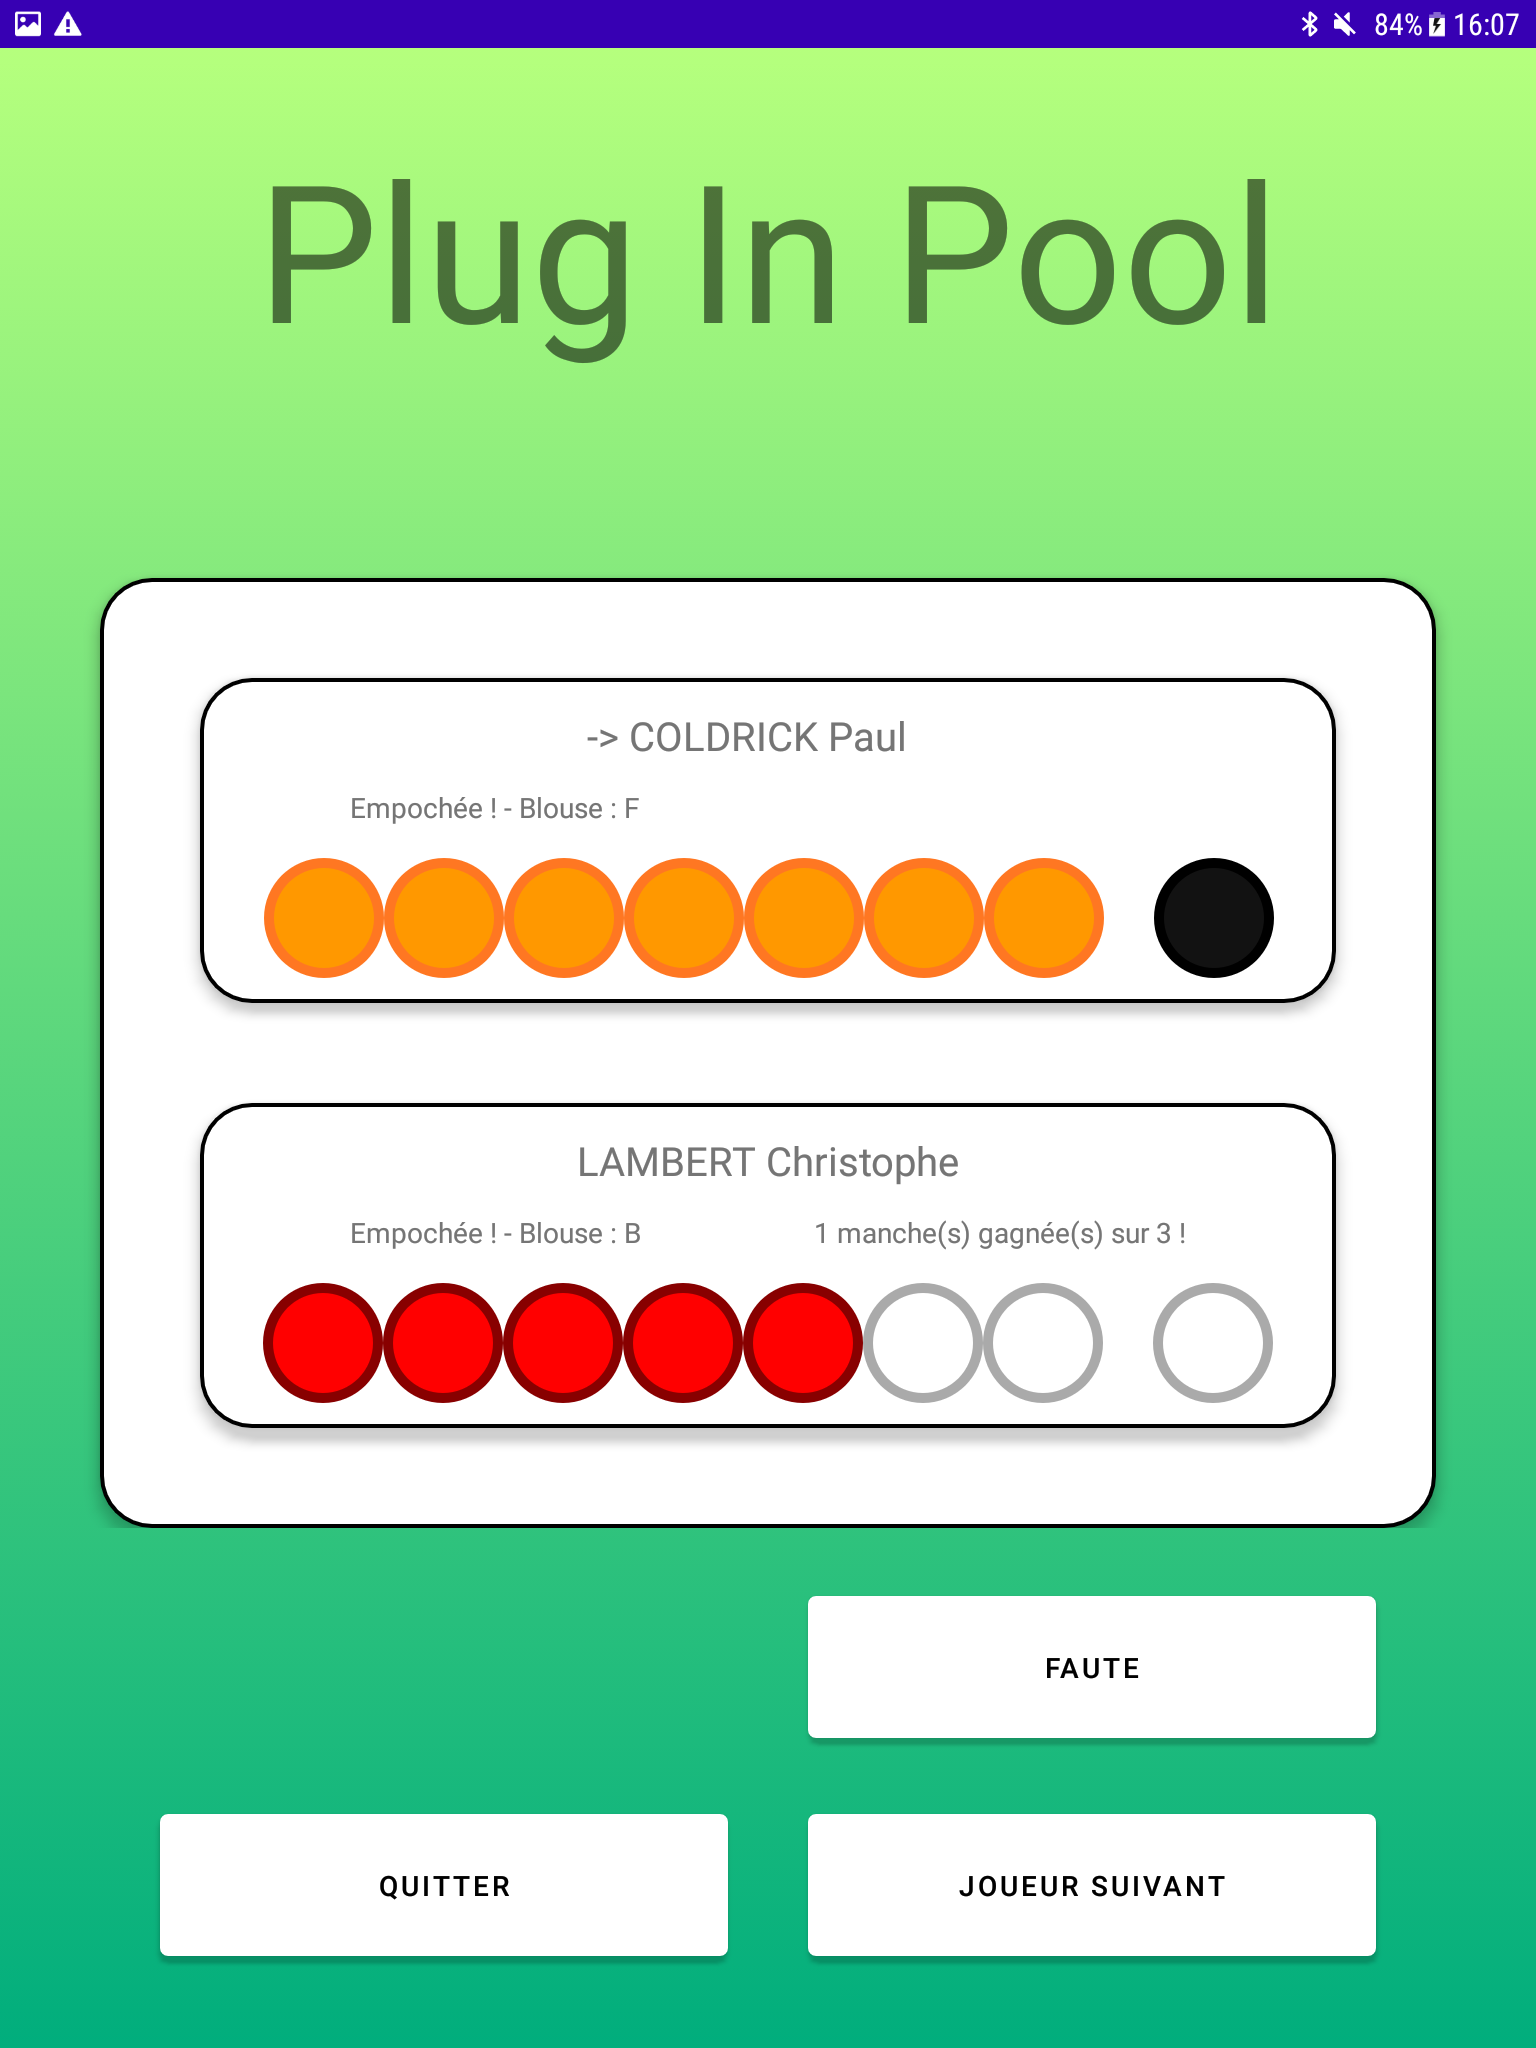 84% 16:07
Plug In Pool
-> COLDRICK Paul
Empochée ! - Blouse : F
LAMBERT Christophe
Empochée ! - Blouse : B
1 manche(s) gagnée(s) sur 3 !
FAUTE
QUITTER
JOUEUR SUIVANT